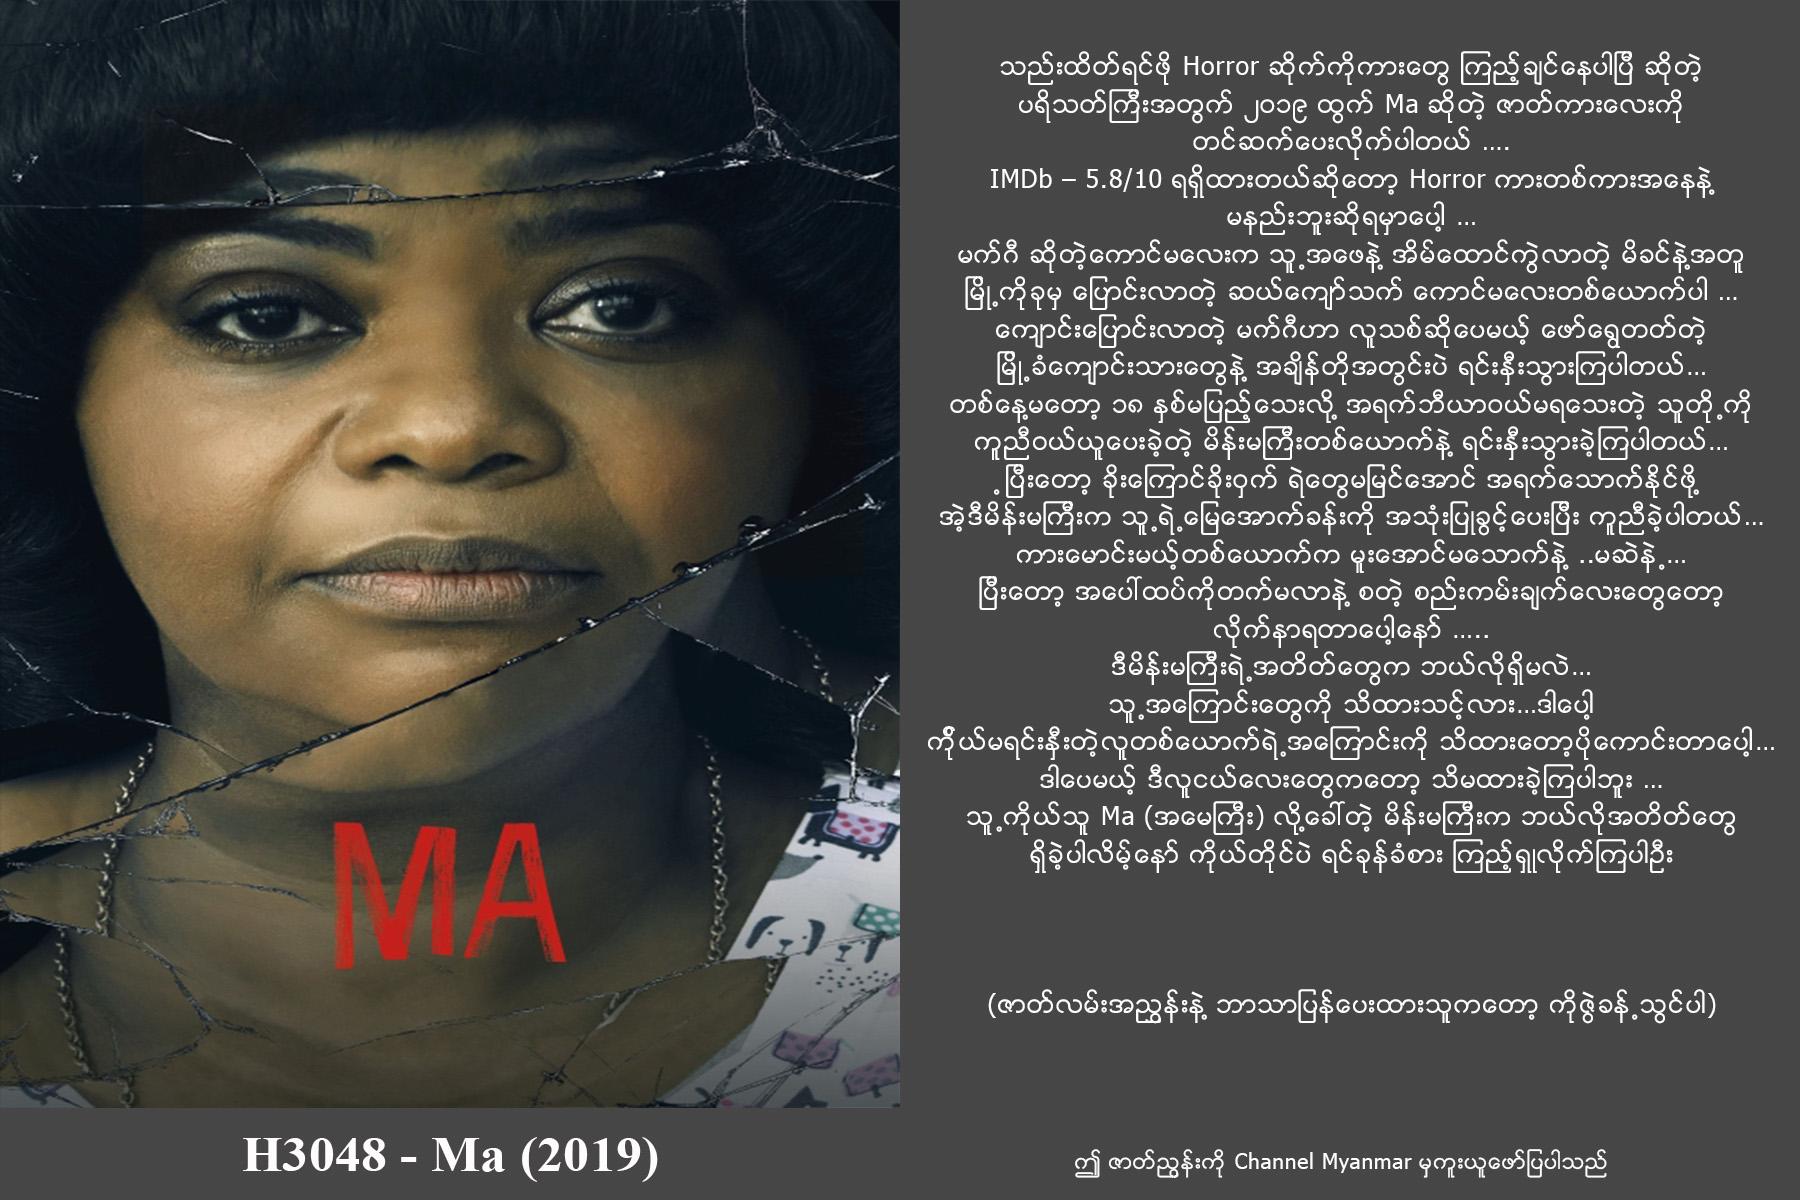 MA
H3048 - Ma (2019)
သည်းထိတ်ရင်ဖို Horror ဆိုက်ကိုကားတွေ ကြည့်ချင်နေပါပြီ ဆိုတဲ့
ပရိသတ်ကြီးအတွက် ၂၀၁၉ ထွက် Ma ဆိုတဲ့ ဇာတ်ကားလေးကို
တင်ဆက်ပေးလိုက်ပါတယ် ....
IMDb – 5.8/10 ရရှိထားတယ်ဆိုတော့ Horror ကားတစ်ကားအနေနဲ့
မနည်းဘူးဆိုရမှာပေါ့ ...
မက်ဂီ ဆိုတဲ့ကောင်မလေးက သူ့အဖေနဲ့ အိမ်ထောင်ကွဲလာတဲ့ မိခင်နဲ့အတူ
မြို့ကိုခုမှ ပြောင်းလာတဲ့ ဆယ်ကျော်သက် ကောင်မလေးတစ်ယောက်ပါ ...
ကျောင်းပြောင်းလာတဲ့ မက်ဂီဟာ လူသစ်ဆိုပေမယ့် ဖော်ရွေတတ်တဲ့
မြို့ခံကျောင်းသားတွေနဲ့ အချိန်တိုအတွင်းပဲ ရင်းနှီးသွားကြပါတယ်...
တစ်နေ့မတော့ ၁၈ နှစ်မပြည့်သေးလို့ အရက်ဘီယာဝယ်မရသေးတဲ့ သူတို့ကို
ကူညီဝယ်ယူပေးခဲ့တဲ့ မိန်းမကြီးတစ်ယောက်နဲ့ ရင်းနှီးသွားခဲ့ကြပါတယ်...
့ပြီးတော့ ခိုးကြောင်ခိုးဝှက် ရဲတွေမမြင်အောင် အရက်သောက်နိုင်ဖို့
အဲ့ဒီမိန်းမကြီးက သူ့ရဲ့မြေအောက်ခန်းကို အသုံးပြုခွင့်ပေးပြီး ကူညီခဲ့ပါတယ်...
ကားမောင်းမယ့်တစ်ယောက်က မူးအောင်မသောက်နဲ့ ..မဆဲနဲ့...
ပြီးတော့ အပေါ်ထပ်ကိုတက်မလာနဲ့ စတဲ့ စည်းကမ်းချက်လေးတွေတော့
လိုက်နာရတာပေါ့နော် .....
ဒီမိန်းမကြီးရဲ့အတိတ်တွေက ဘယ်လိုရှိမလဲ...
သူ့အကြောင်းတွေကို သိထားသင့်လား...ဒါပေါ့
ကိုယ်မရင်းနှီးတဲ့လူတစ်ယောက်ရဲ့အကြောင်းကို သိထားတော့ပိုကောင်းတာပေါ့...
ဒါပေမယ့် ဒီလူငယ်လေးတွေကတော့ သိမထားခဲ့ကြပါဘူး ...
သူ့ကိုယ်သူ Ma (အမေကြီး) လို့ခေါ်တဲ့ မိန်းမကြီးက ဘယ်လိုအတိတ်တွေ
ရှိခဲ့ပါလိမ့်နော် ကိုယ်တိုင်ပဲ ရင်ခုန်ခံစား ကြည့်ရှုလိုက်ကြပါဦး
(ဇာတ်လမ်းအညွှန်းနဲ့ ဘာသာပြန်ပေးထားသူကတော့ ကိုဇွဲခန့်သွင်ပါ)
ဤ ဇာတ်ညွှန်းကို Channel Myanmar မှကူးယူဖော်ပြပါသည်